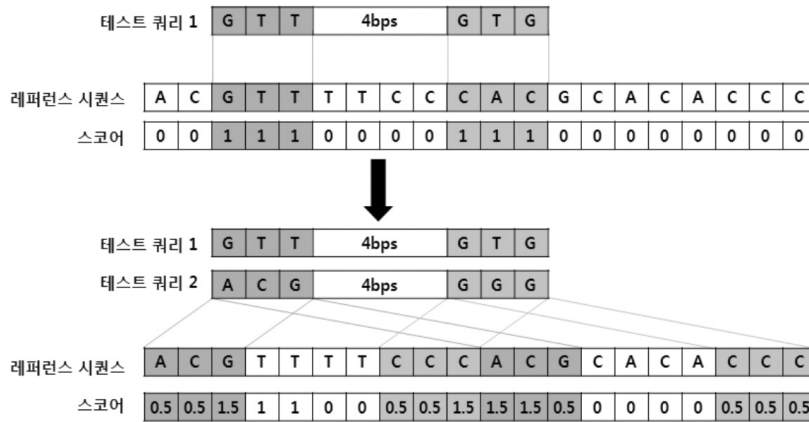 테스트 쿼리 1 G T T 4bps G T G
레퍼런스 시퀀스 A C G T T T T C C C A C G C A C A C C C
스코어 0 0 1 1 1 0 0 0 0 1 1 1 0 0 0 0 0 0 0 0
테스트 쿼리 1 G T T 4bps G T G
테스트 쿼리 2 A C G 4bps G G G
레퍼런스 시퀀스 A C G T T T T C C C A C G C A C A C C C
스코어 0.5 0.5 1.5 1 1 0 0 0.5 0.5 1.5 1.5 1.5 0.5 0 0 0 0 0.5 0.5 0.5